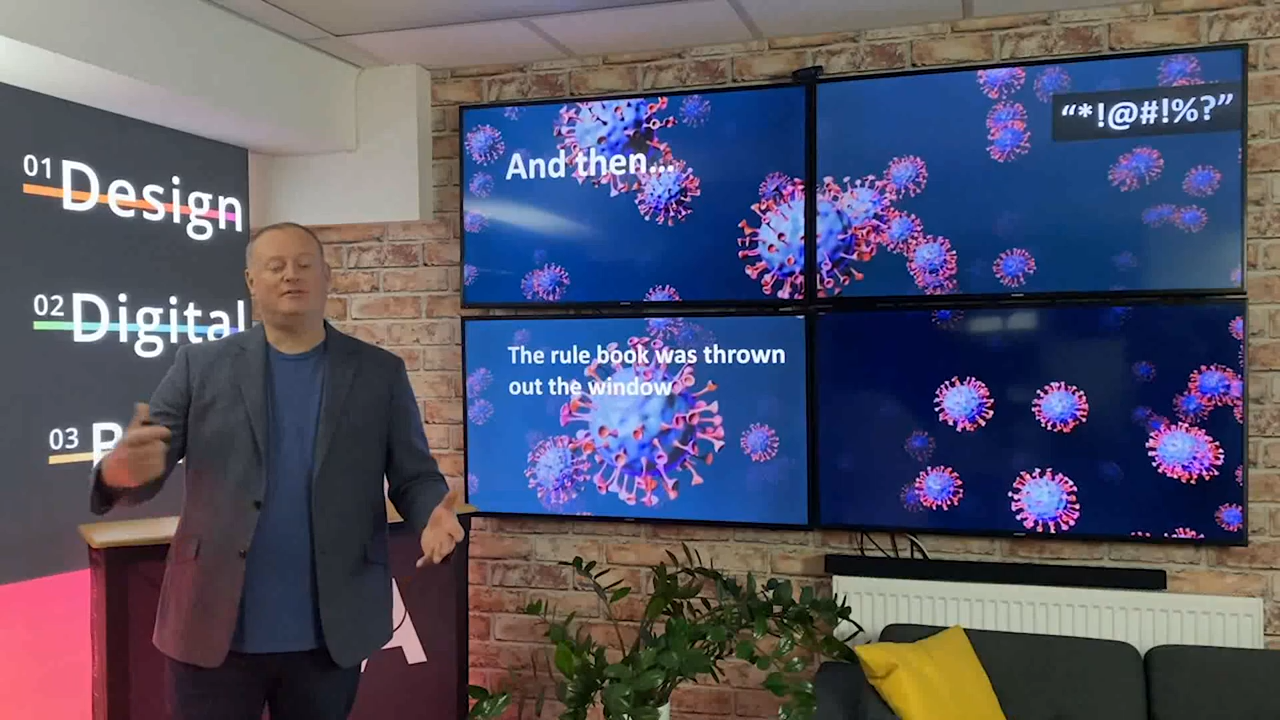 01 Design
02 Digital
03
And then...
“*!@#!%?”
The rule book was thrown
out the window
A